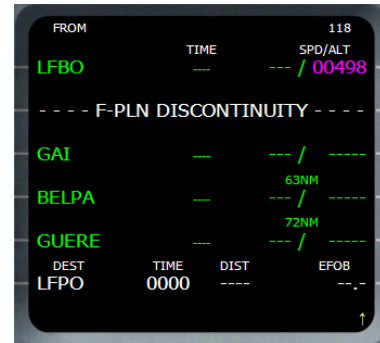 FROM 118
TIME SPD/ALT
LFBO ---- --- / 00498
- - - - F-PLN DISCONTINUITY - - - -
GAI ---- --- / -----
63NM
BELPA ---- --- / -----
72NM
GUERE ---- --- / -----
DEST TIME DIST EFOB
LFPO 0000 ---- --.-
↑